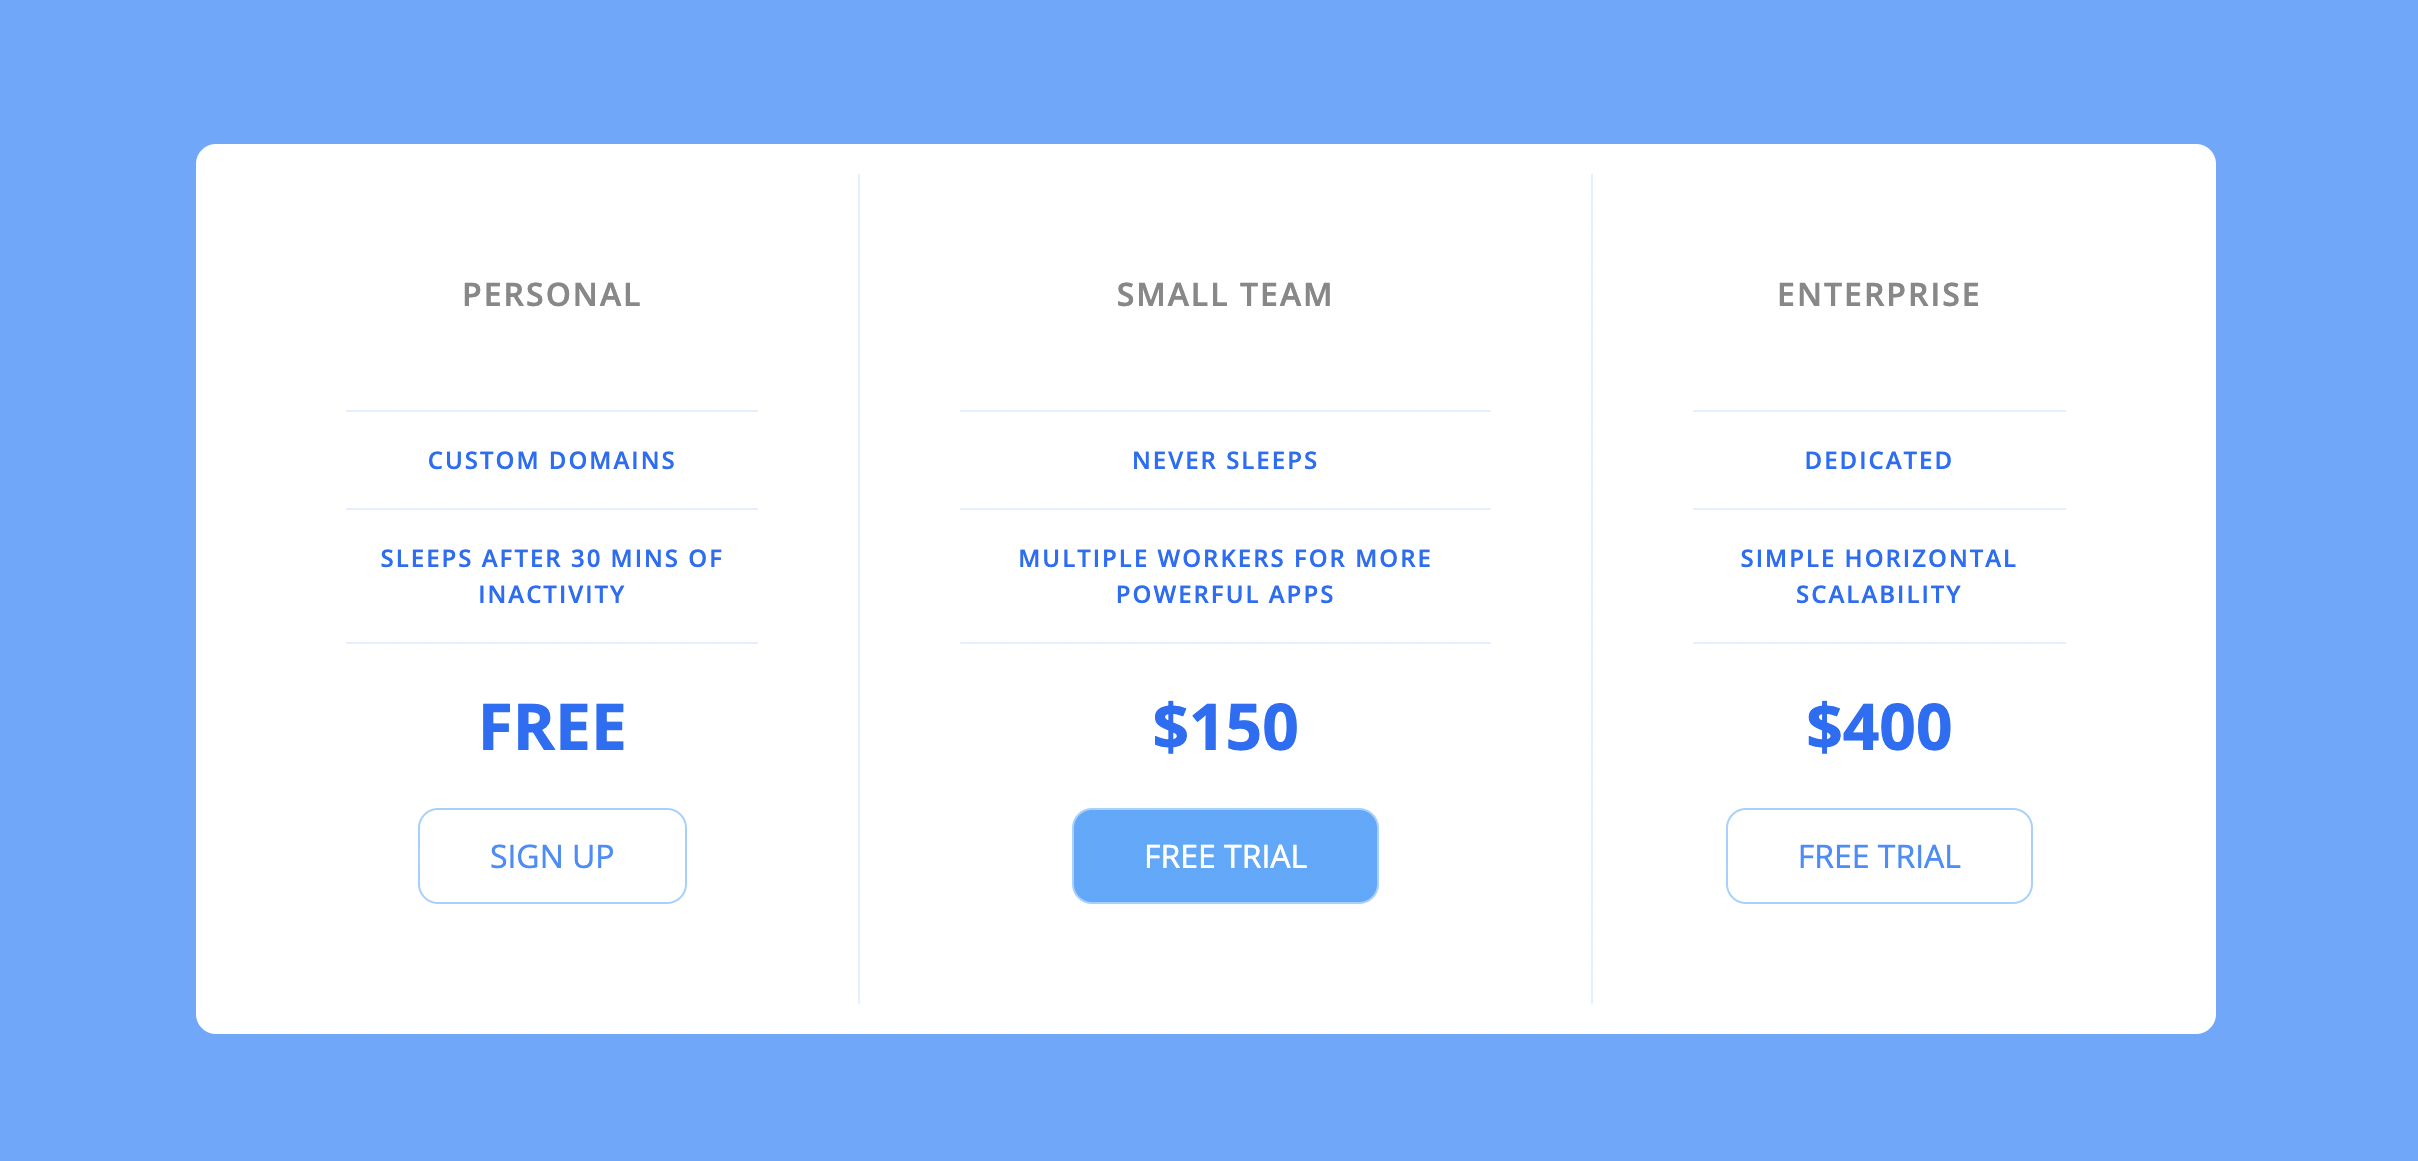 PERSONAL
CUSTOM DOMAINS
SLEEPS AFTER 30 MINS OF
INACTIVITY
FREE
SIGN UP
SMALL TEAM
NEVER SLEEPS
MULTIPLE WORKERS FOR MORE
POWERFUL APPS
$150
FREE TRIAL
ENTERPRISE
DEDICATED
SIMPLE HORIZONTAL
SCALABILITY
$400
FREE TRIAL